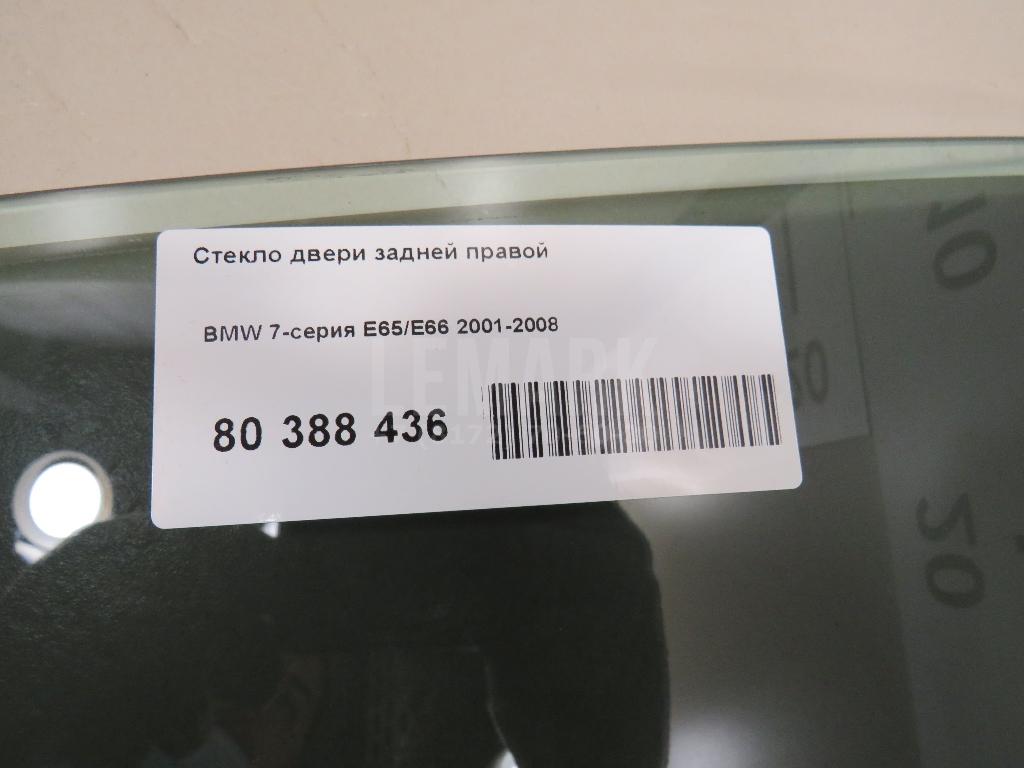 Стекло двери задней правой
BMW 7-серия E65/E66 2001-2008
LEMARK
80 388 436